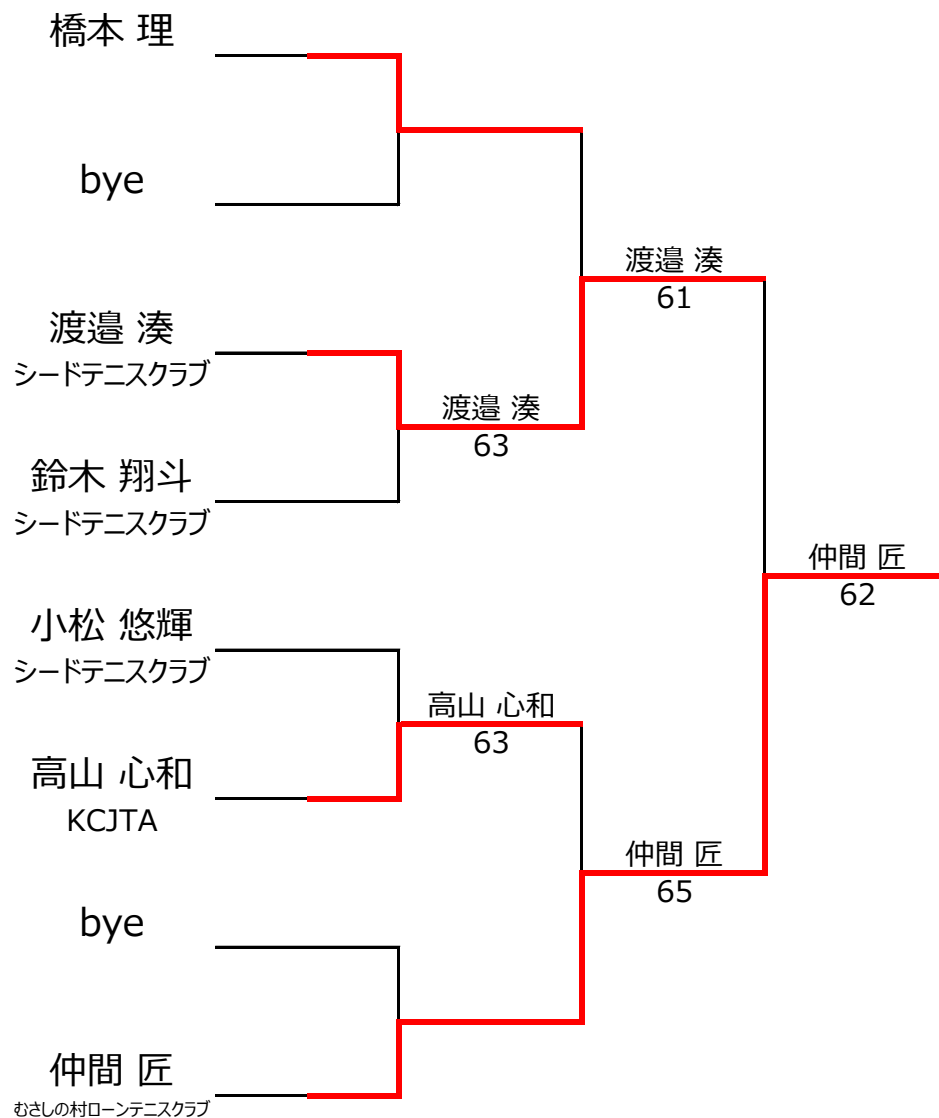 橋本 理
bye
渡邉 湊
シードテニスクラブ
鈴木 翔斗
シードテニスクラブ
小松 悠輝
シードテニスクラブ
高山 心和
KCJTA
bye
仲間 匠
むさしの村ローンテニスクラブ
渡邉 湊
63
高山 心和
63
渡邉 湊
61
仲間 匠
65
仲間 匠
62